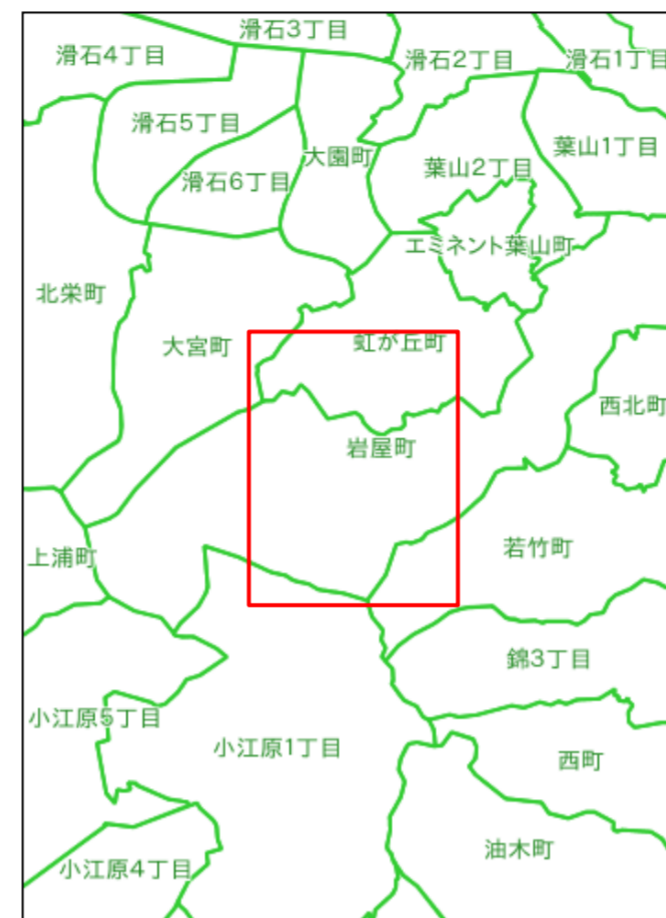 滑石3丁目
滑石4丁目
滑石2丁目
滑石1丁目
滑石5丁目
葉山1丁目
大園町
葉山2丁目
滑石6丁目
エミネント葉山町
北栄町
大宮町
虹が丘町
西北町
岩屋町
若竹町
上浦町
錦3丁目
小江原5丁目
小江原1丁目
西町
油木町
小江原4丁目